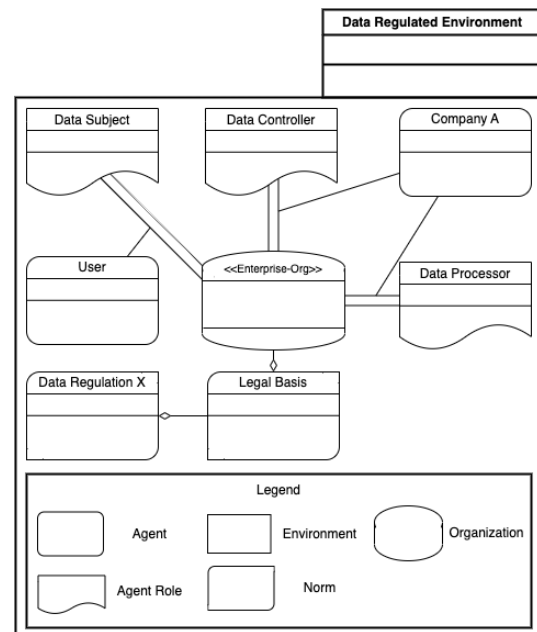 Data Regulated Environment
Data Subject
Data Controller
Company A
User
<<Enterprise-Org>>
Data Processor
Data Regulation X
Legal Basis
Legend
Agent
Environment
Organization
Agent Role
Norm